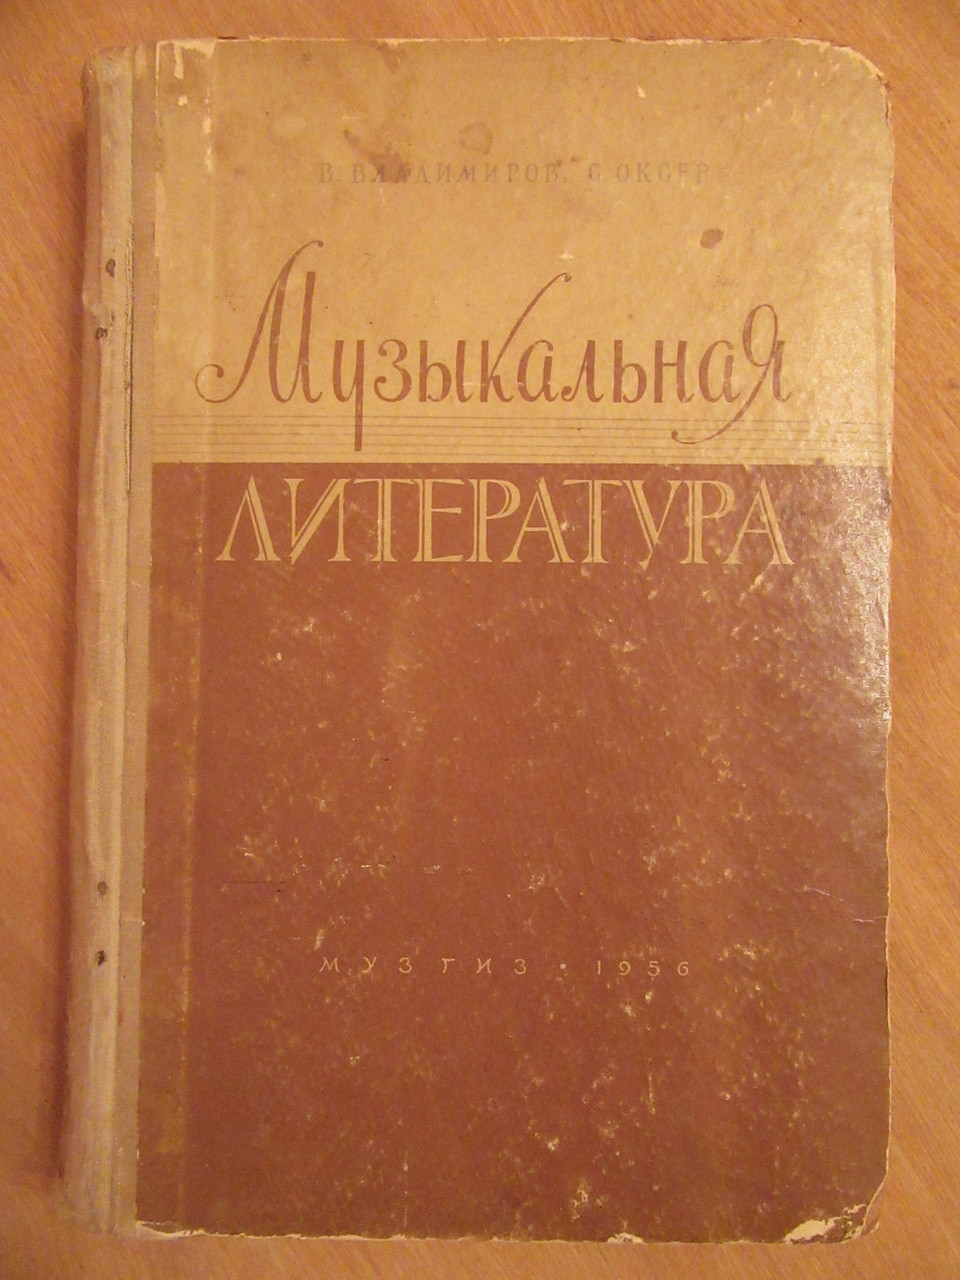 В. ВЛАДИМИРОВ, С. ОКСЕР
Музыкальная
ЛИТЕРАТУРА
МУЗГИЗ • 1956